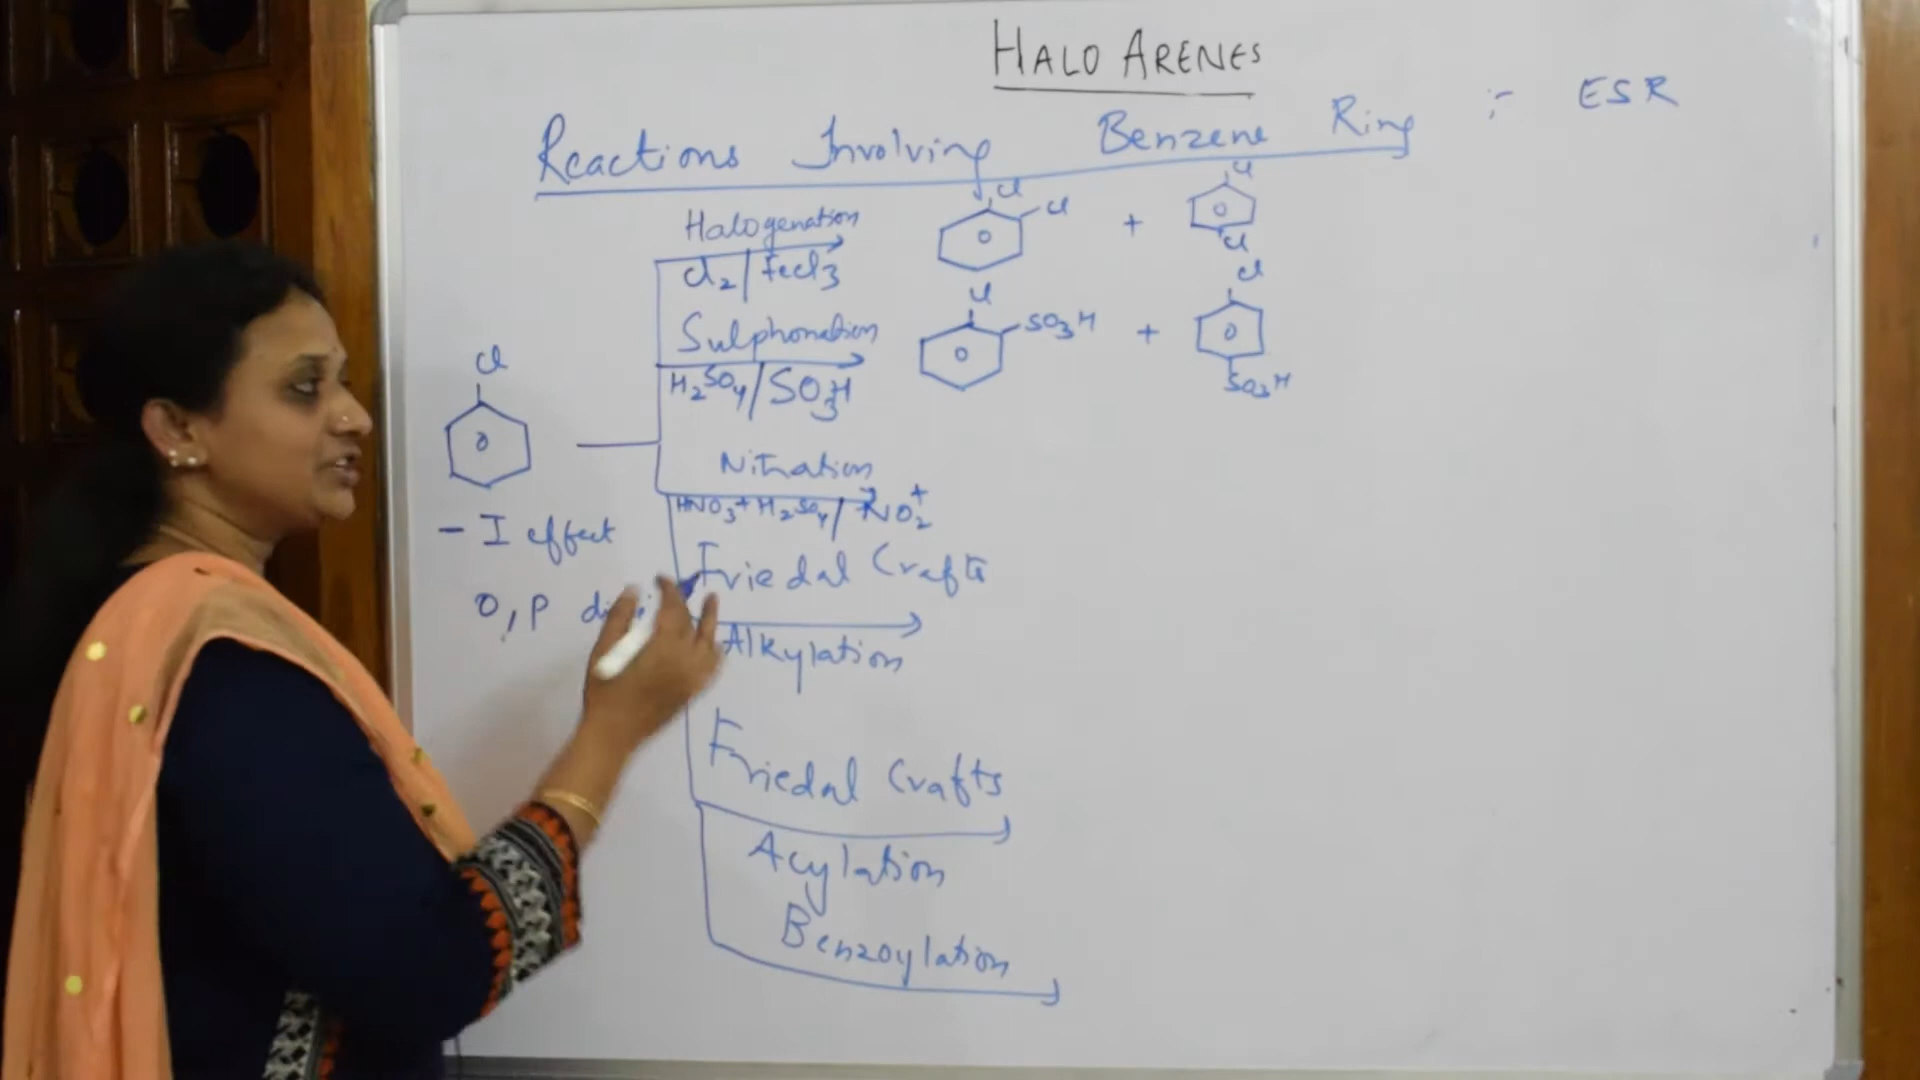 HALO ARENES
Reactions Involving Benzene Ring :- ESR
Halogenation
Cl2/FeCl3
Cl
Cl
+
Cl
Cl
Sulphonation
H2SO4/SO3H
Cl
SO3H
+
Cl
SO3H
Cl
Nitration
HNO3+H2SO4/NO2+
- I effect
O, P
Friedal Crafts
Alkylation
Friedal Crafts
Acylation
Benzoylation